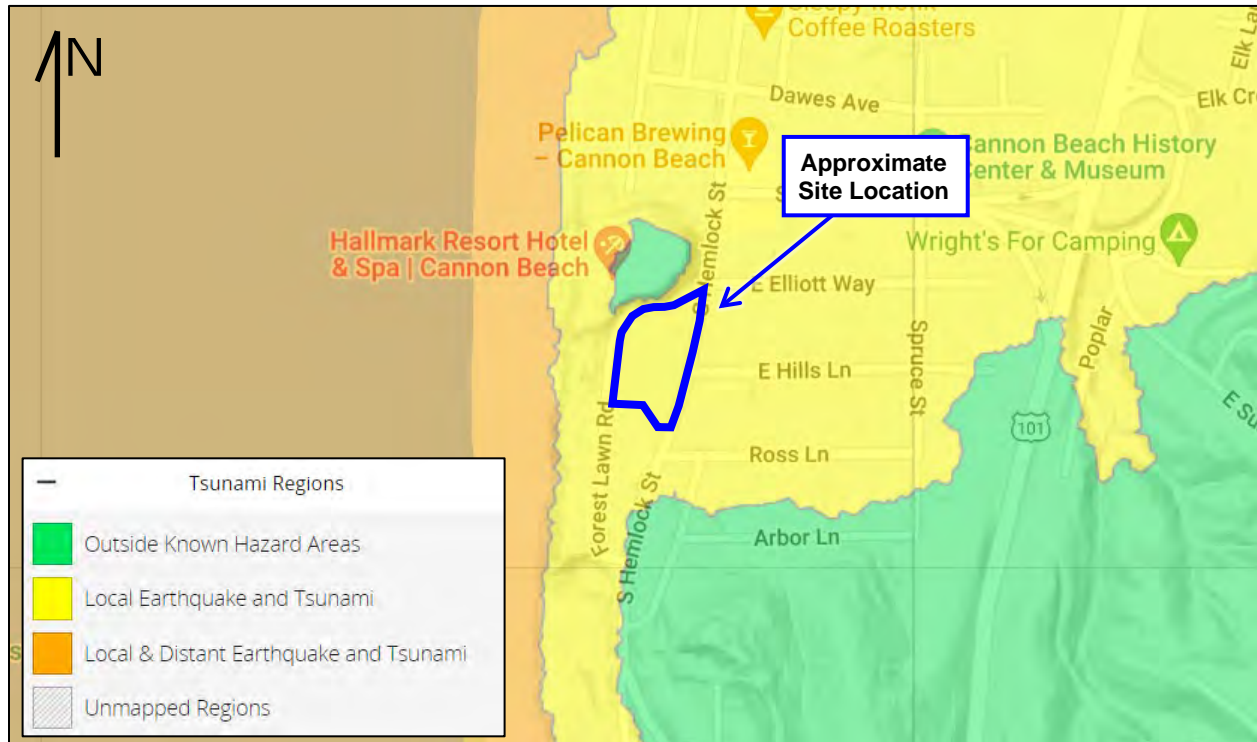 N
Sleepy Monk
Coffee Roasters
Dawes Ave
Elk Cr
Pelican Brewing
– Cannon Beach
Approximate
Site Location
Cannon Beach History
Center & Museum
S Hemlock St
Hallmark Resort Hotel
& Spa | Cannon Beach
Wright's For Camping
E Elliott Way
Spruce St
Poplar
E Hills Ln
E Su
101
Forest Lawn Rd
Ross Ln
S Hemlock St
Arbor Ln
– Tsunami Regions
Outside Known Hazard Areas
Local Earthquake and Tsunami
Local & Distant Earthquake and Tsunami
Unmapped Regions